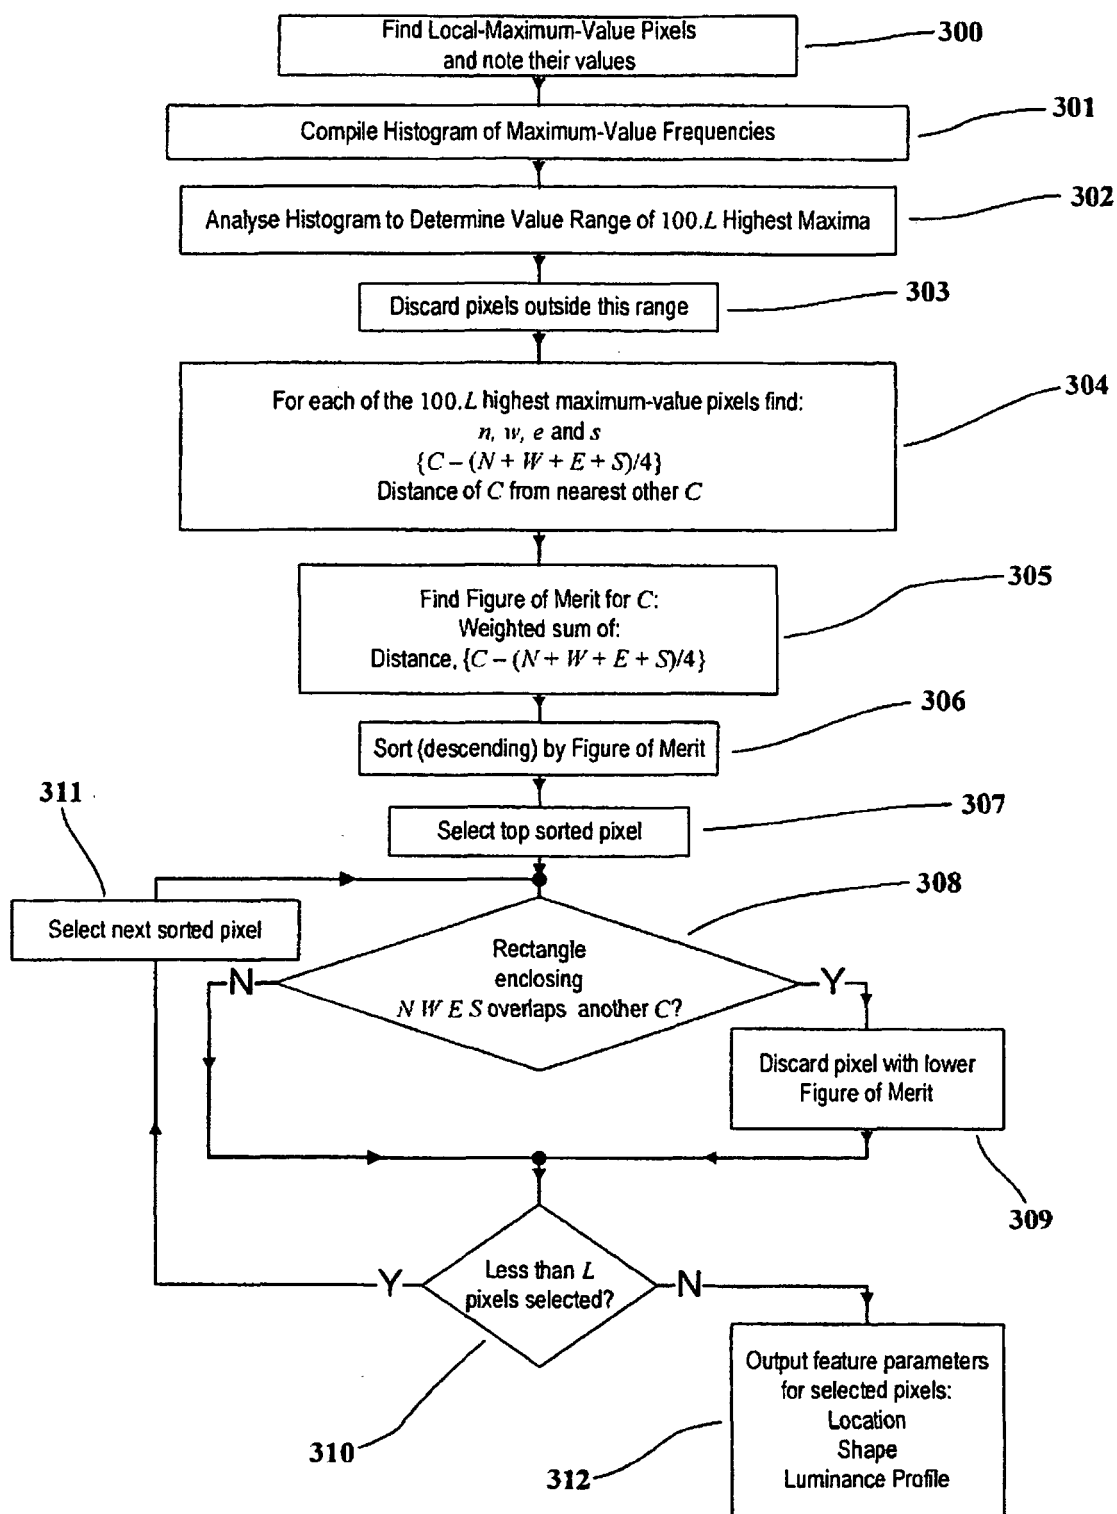 Find Local-Maximum-Value Pixels
and note their values
300
Compile Histogram of Maximum-Value Frequencies
301
Analyse Histogram to Determine Value Range of 100.L Highest Maxima
302
Discard pixels outside this range
303
For each of the 100.L highest maximum-value pixels find:
n, w, e and s
{C – (N + W + E + S)/4}
Distance of C from nearest other C
304
Find Figure of Merit for C:
Weighted sum of:
Distance, {C – (N + W + E + S)/4}
305
Sort (descending) by Figure of Merit
306
Select top sorted pixel
307
311
Select next sorted pixel
308
Rectangle
enclosing
N W E S overlaps another C?
N
Y
Discard pixel with lower
Figure of Merit
309
Less than L
pixels selected?
Y
N
310
Output feature parameters
for selected pixels:
Location
Shape
Luminance Profile
312